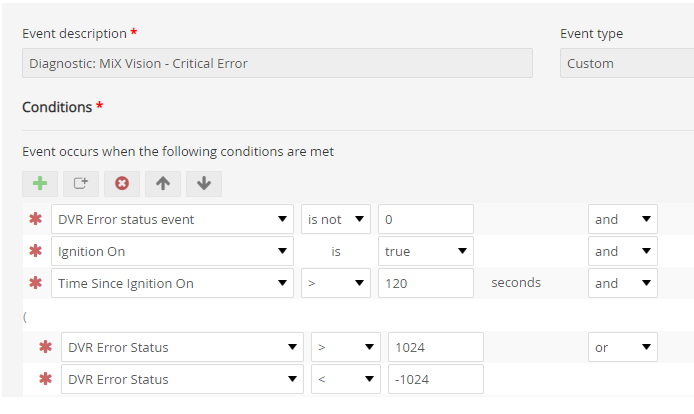 Event description * Event type
Diagnostic: MiX Vision - Critical Error Custom
Conditions *
Event occurs when the following conditions are met
DVR Error status event is not 0 and
Ignition On is true and
Time Since Ignition On > 120 seconds and
(
DVR Error Status > 1024 or
DVR Error Status < -1024